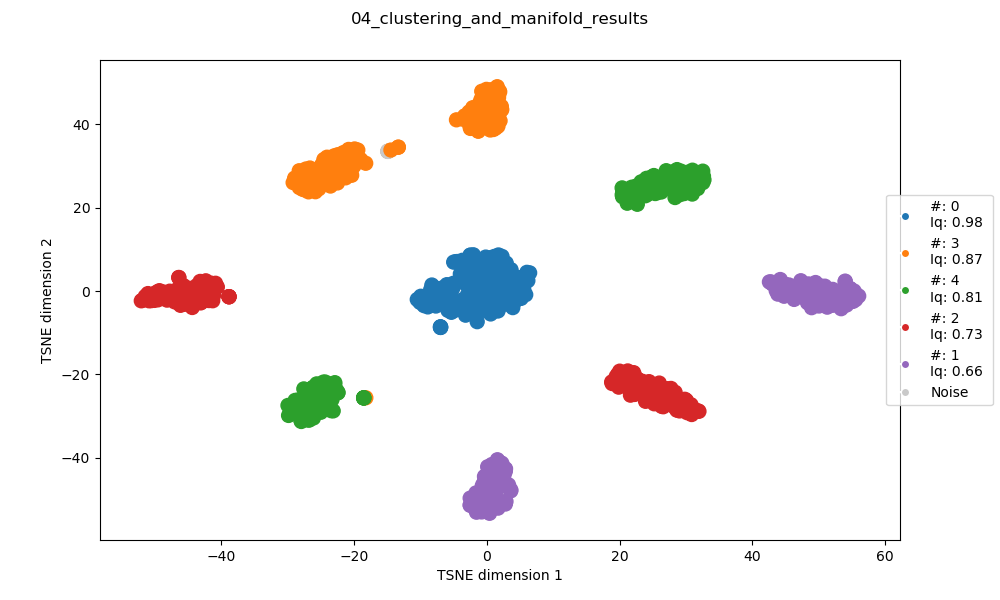 04_clustering_and_manifold_results
40
20
0
−20
−40
−40
−20
0
20
40
60
TSNE dimension 2
TSNE dimension 1
#: 0
Iq: 0.98
#: 3
Iq: 0.87
#: 4
Iq: 0.81
#: 2
Iq: 0.73
#: 1
Iq: 0.66
Noise